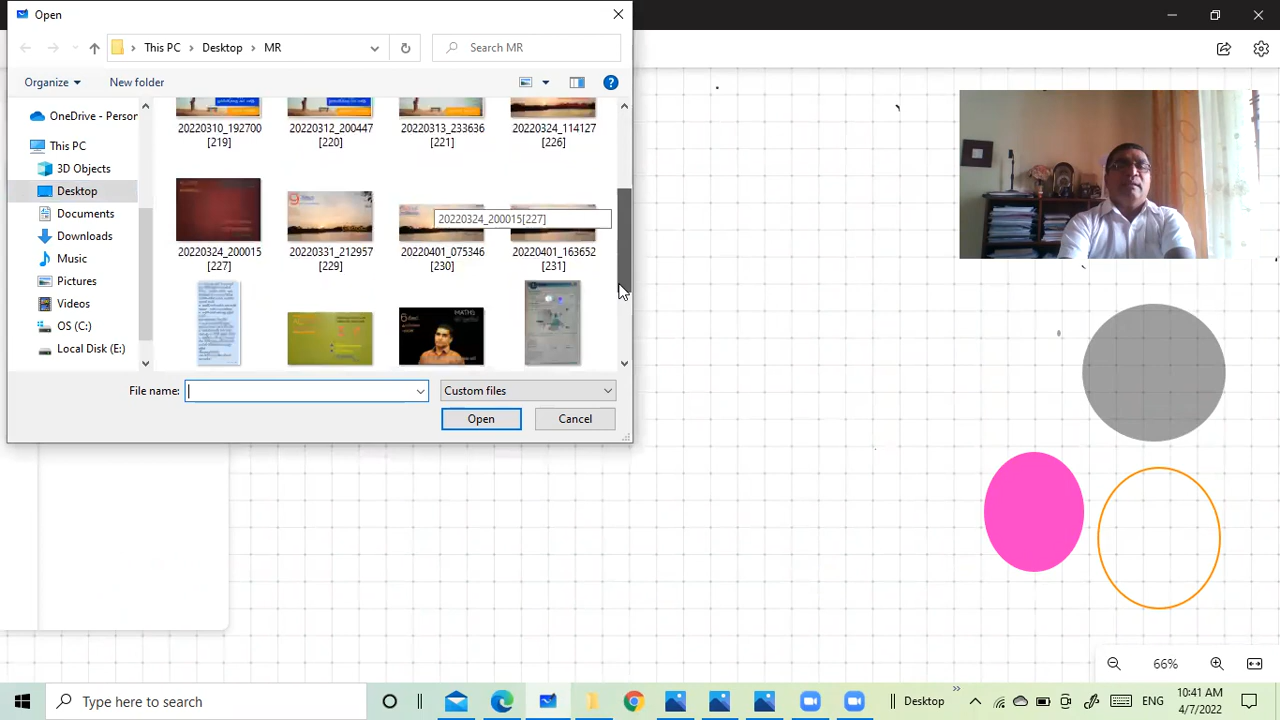 Open
This PC > Desktop > MR
Search MR
Organize
New folder
OneDrive - Person
This PC
3D Objects
Desktop
Documents
Downloads
Music
Pictures
Videos
OS (C:)
Local Disk (E:)
20220310_192700
[219]
20220312_200447
[220]
20220313_233636
[221]
20220324_114127
[226]
20220324_200015[227]
20220324_200015
[227]
20220331_212957
[229]
20220401_075346
[230]
20220401_163652
[231]
MATHS
File name:
Custom files
Open
Cancel
66%
Type here to search
Desktop
ENG
10:41 AM
4/7/2022